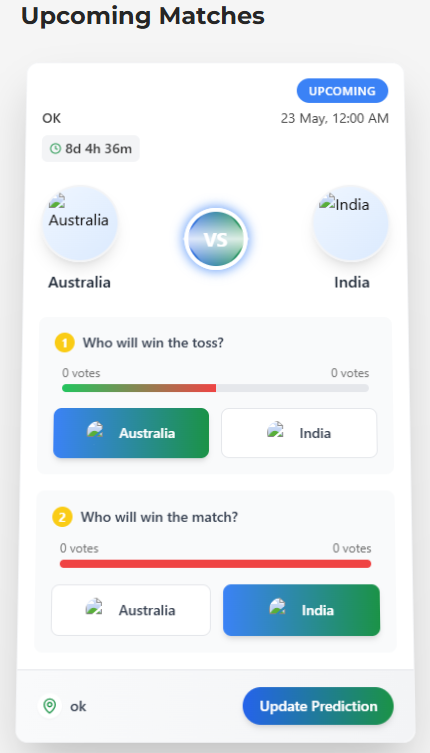 Upcoming Matches
UPCOMING
OK
23 May, 12:00 AM
8d 4h 36m
Australia
India
VS
Australia
India
1 Who will win the toss?
0 votes
0 votes
Australia
India
2 Who will win the match?
0 votes
0 votes
Australia
India
ok
Update Prediction